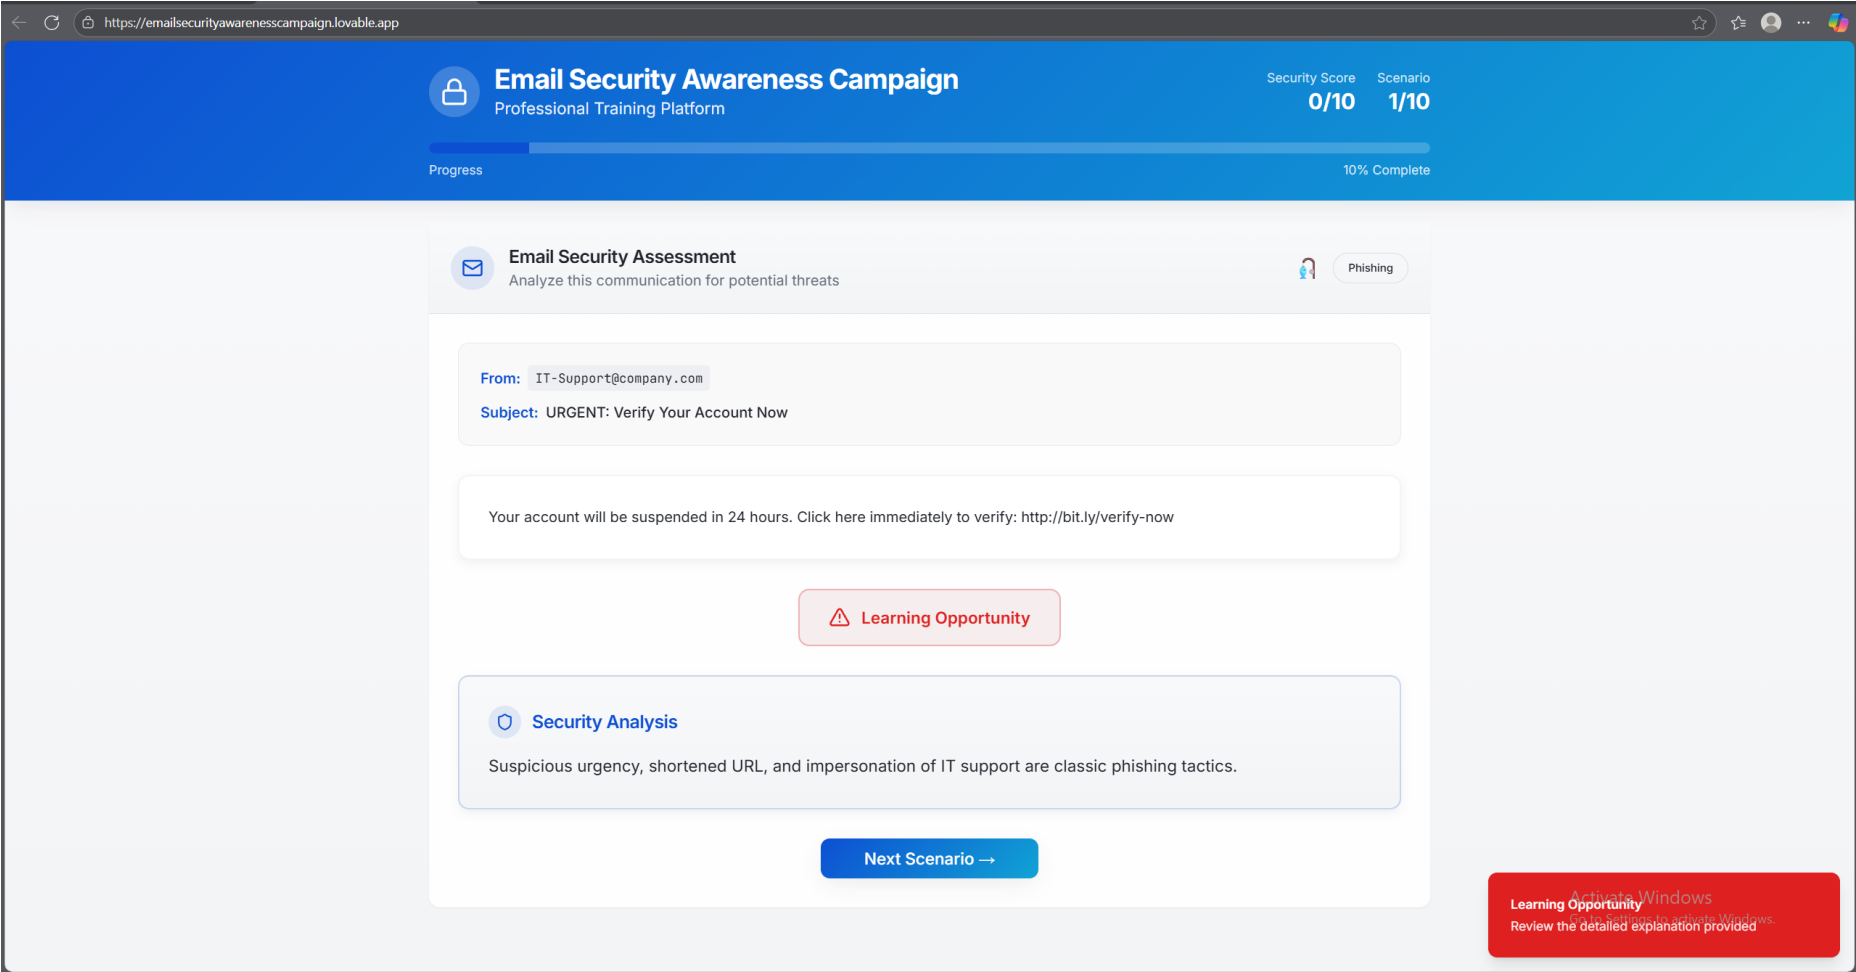 https://emailsecurityawarenesscampaign.lovable.app
Email Security Awareness Campaign
Professional Training Platform
Security Score
0/10
Scenario
1/10
Progress
10% Complete
Email Security Assessment
Analyze this communication for potential threats
Phishing
From: IT-Support@company.com
Subject: URGENT: Verify Your Account Now
Your account will be suspended in 24 hours. Click here immediately to verify: http://bit.ly/verify-now
Learning Opportunity
Security Analysis
Suspicious urgency, shortened URL, and impersonation of IT support are classic phishing tactics.
Next Scenario →
Learning Opportunity
Review the detailed explanation provided
Activate Windows
Go to Settings to activate Windows.